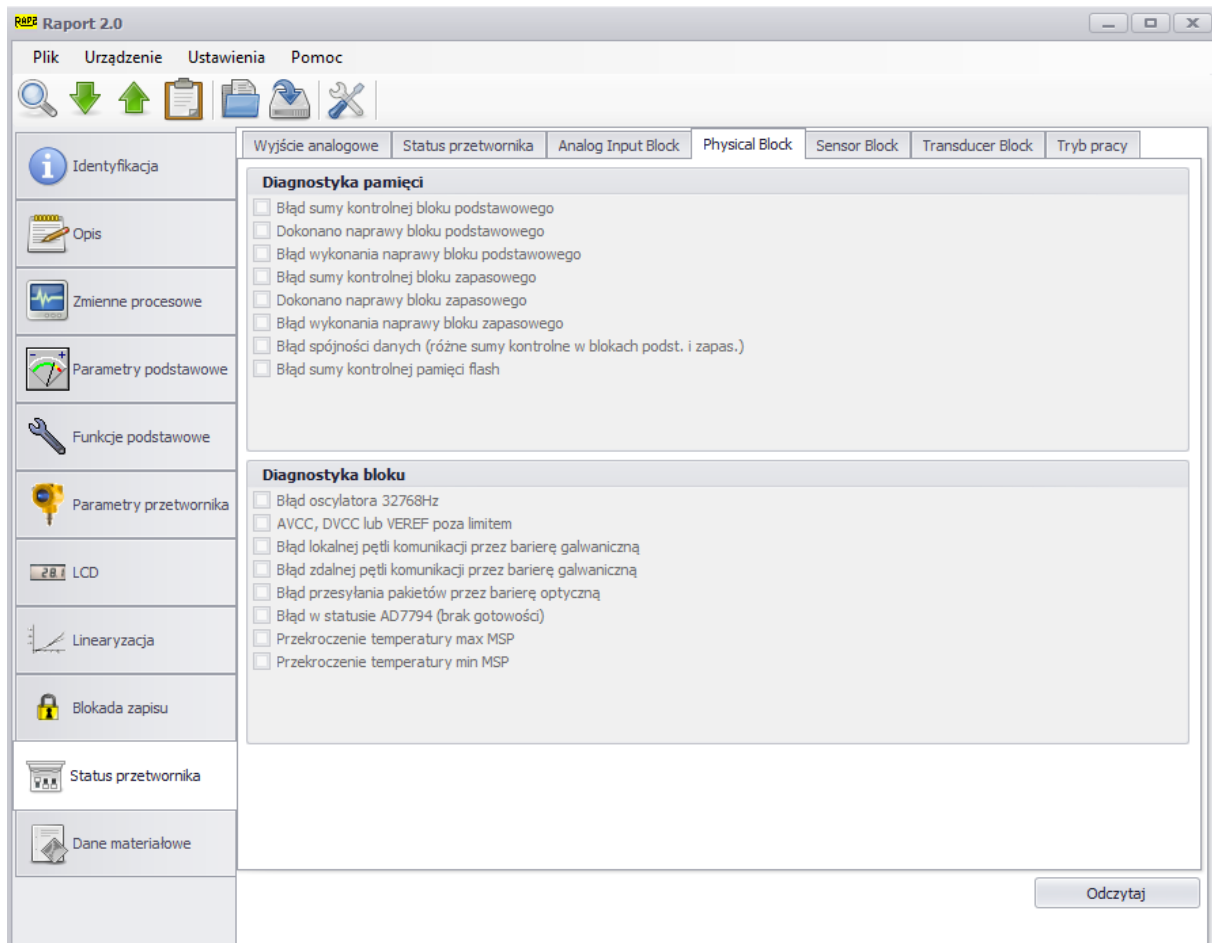 RAP2 Raport 2.0
Plik Urządzenie Ustawienia Pomoc
Wyjście analogowe Status przetwornika Analog Input Block Physical Block Sensor Block Transducer Block Tryb pracy
Identyfikacja
Opis
Zmienne procesowe
Parametry podstawowe
Funkcje podstawowe
Parametry przetwornika
28.1 LCD
Linearyzacja
Blokada zapisu
Status przetwornika
Dane materiałowe
Diagnostyka pamięci
Błąd sumy kontrolnej bloku podstawowego
Dokonano naprawy bloku podstawowego
Błąd wykonania naprawy bloku podstawowego
Błąd sumy kontrolnej bloku zapasowego
Dokonano naprawy bloku zapasowego
Błąd wykonania naprawy bloku zapasowego
Błąd spójności danych (różne sumy kontrolne w blokach podst. i zapas.)
Błąd sumy kontrolnej pamięci flash
Diagnostyka bloku
Błąd oscylatora 32768Hz
AVCC, DVCC lub VEREF poza limitem
Błąd lokalnej pętli komunikacji przez barierę galwaniczną
Błąd zdalnej pętli komunikacji przez barierę galwaniczną
Błąd przesyłania pakietów przez barierę optyczną
Błąd w statusie AD7794 (brak gotowości)
Przekroczenie temperatury max MSP
Przekroczenie temperatury min MSP
Odczytaj